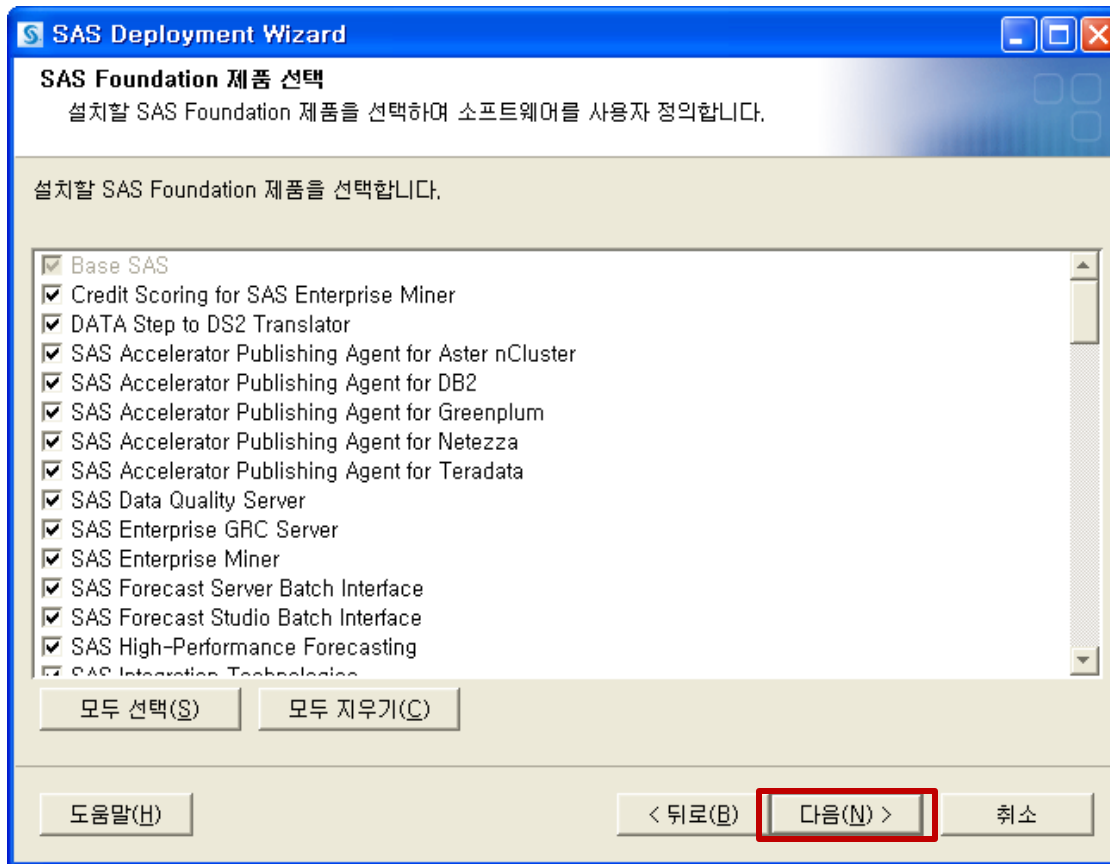 SAS Deployment Wizard
SAS Foundation 제품 선택
설치할 SAS Foundation 제품을 선택하여 소프트웨어를 사용자 정의합니다.
설치할 SAS Foundation 제품을 선택합니다.
Base SAS
Credit Scoring for SAS Enterprise Miner
DATA Step to DS2 Translator
SAS Accelerator Publishing Agent for Aster nCluster
SAS Accelerator Publishing Agent for DB2
SAS Accelerator Publishing Agent for Greenplum
SAS Accelerator Publishing Agent for Netezza
SAS Accelerator Publishing Agent for Teradata
SAS Data Quality Server
SAS Enterprise GRC Server
SAS Enterprise Miner
SAS Forecast Server Batch Interface
SAS Forecast Studio Batch Interface
SAS High-Performance Forecasting
SAS Integration Technologies
모두 선택(S) 모두 지우기(C)
도움말(H) < 뒤로(B) 다음(N) > 취소